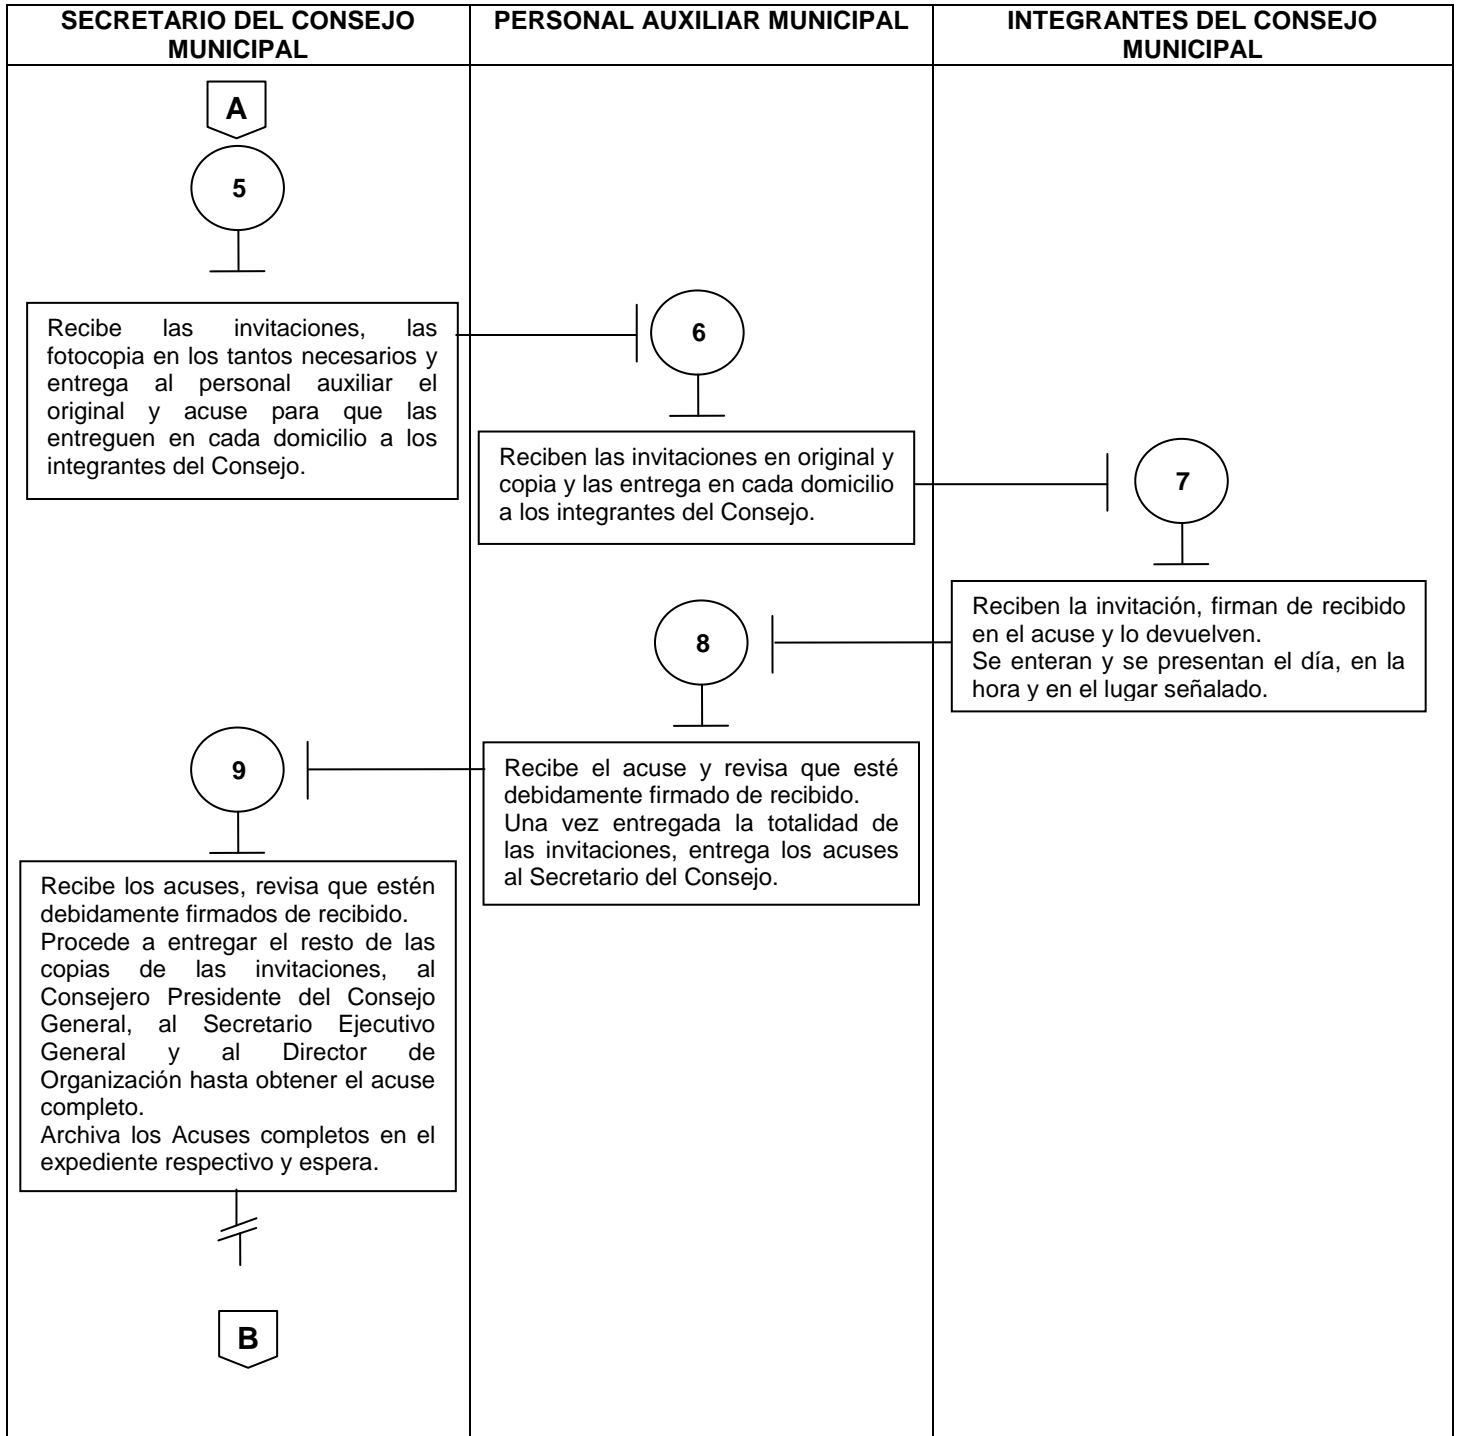 SECRETARIO DEL CONSEJO
MUNICIPAL
PERSONAL AUXILIAR MUNICIPAL
INTEGRANTES DEL CONSEJO
MUNICIPAL
A
5
Recibe las invitaciones, las
fotocopia en los tantos necesarios y
entrega al personal auxiliar el
original y acuse para que las
entreguen en cada domicilio a los
integrantes del Consejo.
6
Reciben las invitaciones en original y
copia y las entrega en cada domicilio
a los integrantes del Consejo.
7
Reciben la invitación, firman de recibido
en el acuse y lo devuelven.
Se enteran y se presentan el día, en la
hora y en el lugar señalado.
8
Recibe el acuse y revisa que esté
debidamente firmado de recibido.
Una vez entregada la totalidad de
las invitaciones, entrega los acuses
al Secretario del Consejo.
9
Recibe los acuses, revisa que estén
debidamente firmados de recibido.
Procede a entregar el resto de las
copias de las invitaciones, al
Consejero Presidente del Consejo
General, al Secretario Ejecutivo
General y al Director de
Organización hasta obtener el acuse
completo.
Archiva los Acuses completos en el
expediente respectivo y espera.
B